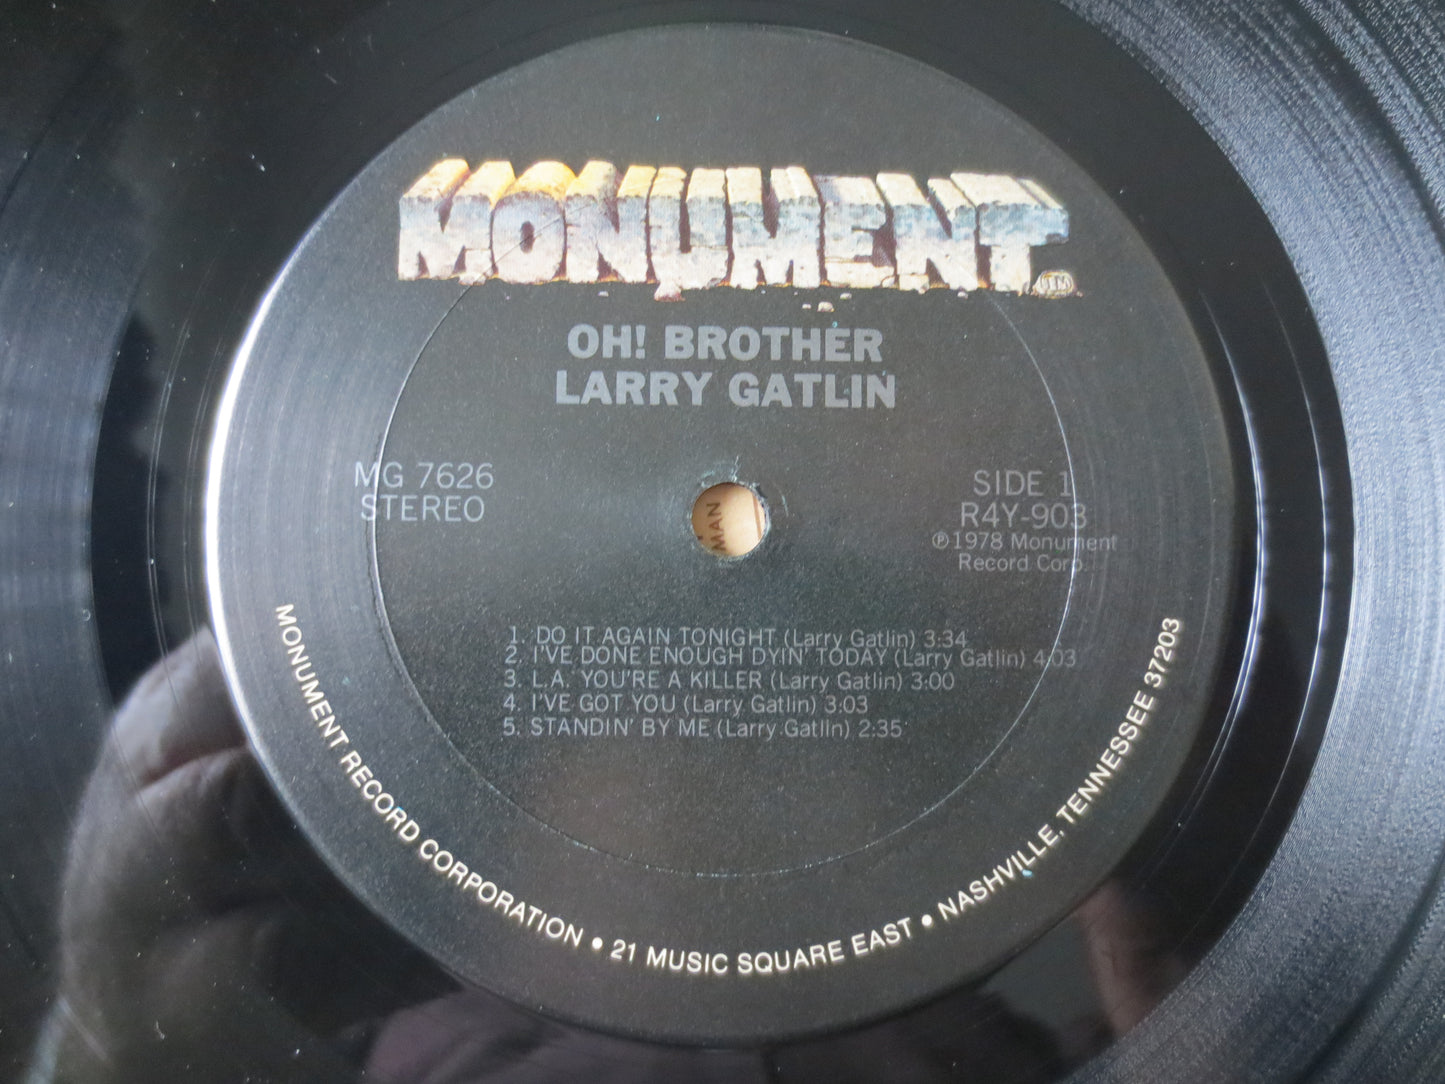 MONUMENT
TM
OH! BROTHER
LARRY GATLIN
MG 7626
STEREO
SIDE 1
R4Y-903
℗1978 Monument
Record Corp.
MAN
1. DO IT AGAIN TONIGHT (Larry Gatlin) 3:34
2. I'VE DONE ENOUGH DYIN' TODAY (Larry Gatlin) 4:03
3. L.A. YOU'RE A KILLER (Larry Gatlin) 3:00
4. I'VE GOT YOU (Larry Gatlin) 3:03
5. STANDIN' BY ME (Larry Gatlin) 2:35
MONUMENT RECORD CORPORATION • 21 MUSIC SQUARE EAST • NASHVILLE, TENNESSEE 37203